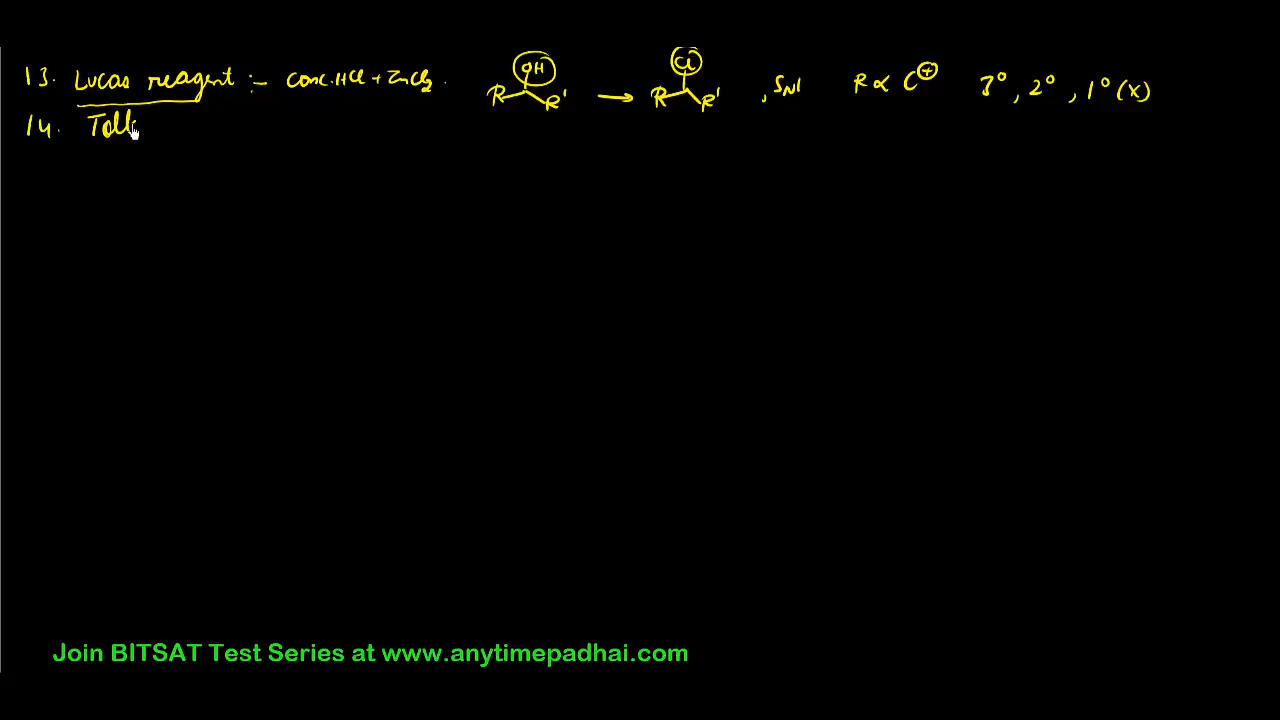 13. Lucas reagent :- Conc. HCl + ZnCl2. R OH R' → R Cl R' , SN1 R ∝ C⊕ 3°, 2°, 1° (x)
14. Toll
Join BITSAT Test Series at www.anytimepadhai.com